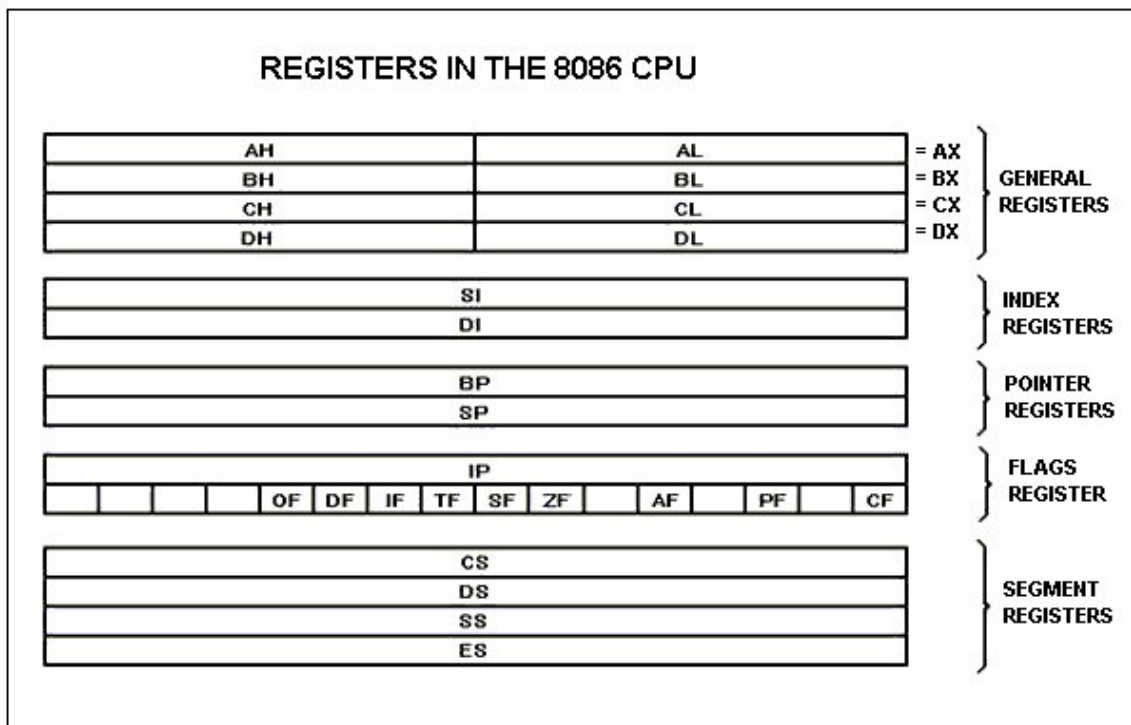 REGISTERS IN THE 8086 CPU
AH AL = AX
BH BL = BX
CH CL = CX
DH DL = DX
GENERAL
REGISTERS
SI
DI
INDEX
REGISTERS
BP
SP
POINTER
REGISTERS
IP
OF DF IF TF SF ZF AF PF CF
FLAGS
REGISTER
CS
DS
SS
ES
SEGMENT
REGISTERS